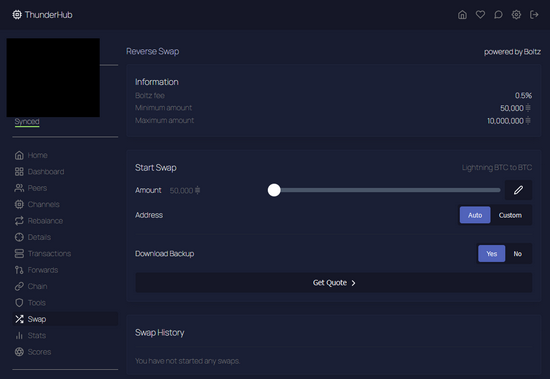 ThunderHub
Synced
Home
Dashboard
Peers
Channels
Rebalance
Details
Transactions
Forwards
Chain
Tools
Swap
Stats
Scores
Reverse Swap
powered by Boltz
Information
Boltz fee 0.5%
Minimum amount 50,000
Maximum amount 10,000,000
Start Swap
Lightning BTC to BTC
Amount 50,000
Address Auto Custom
Download Backup Yes No
Get Quote
Swap History
You have not started any swaps.